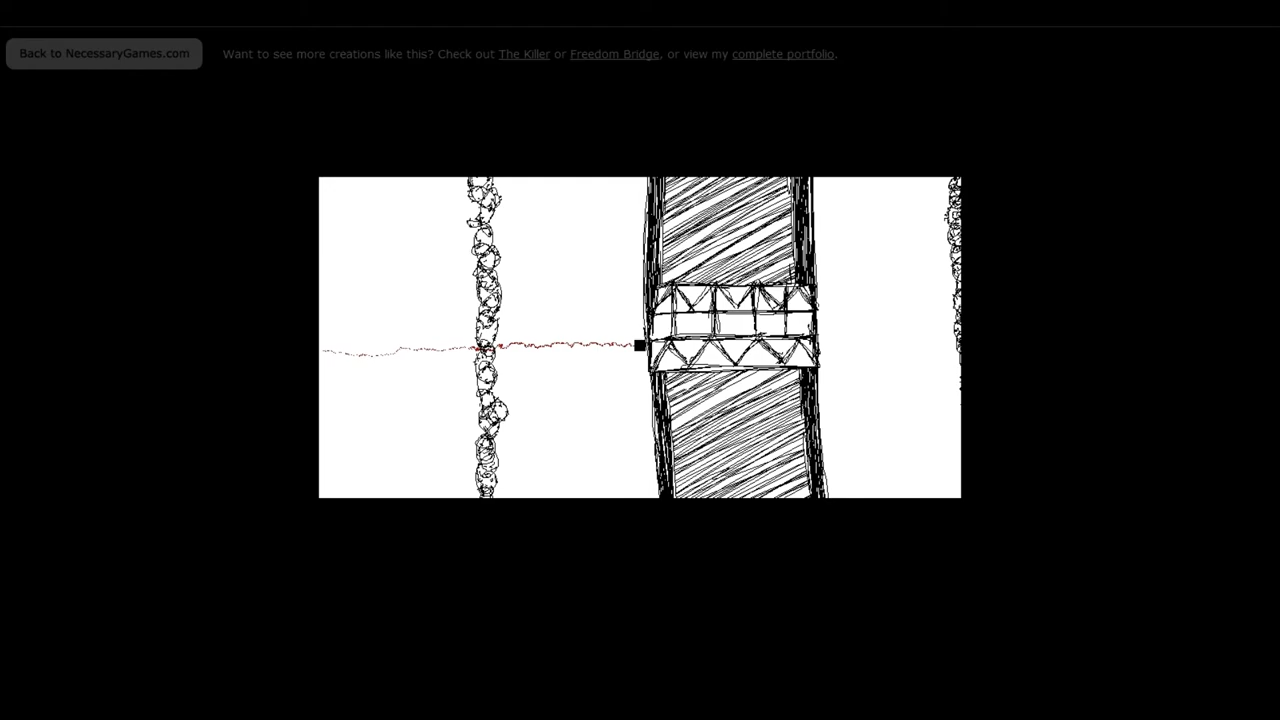 Back to NecessaryGames.com
Want to see more creations like this? Check out The Killer or Freedom Bridge, or view my complete portfolio.